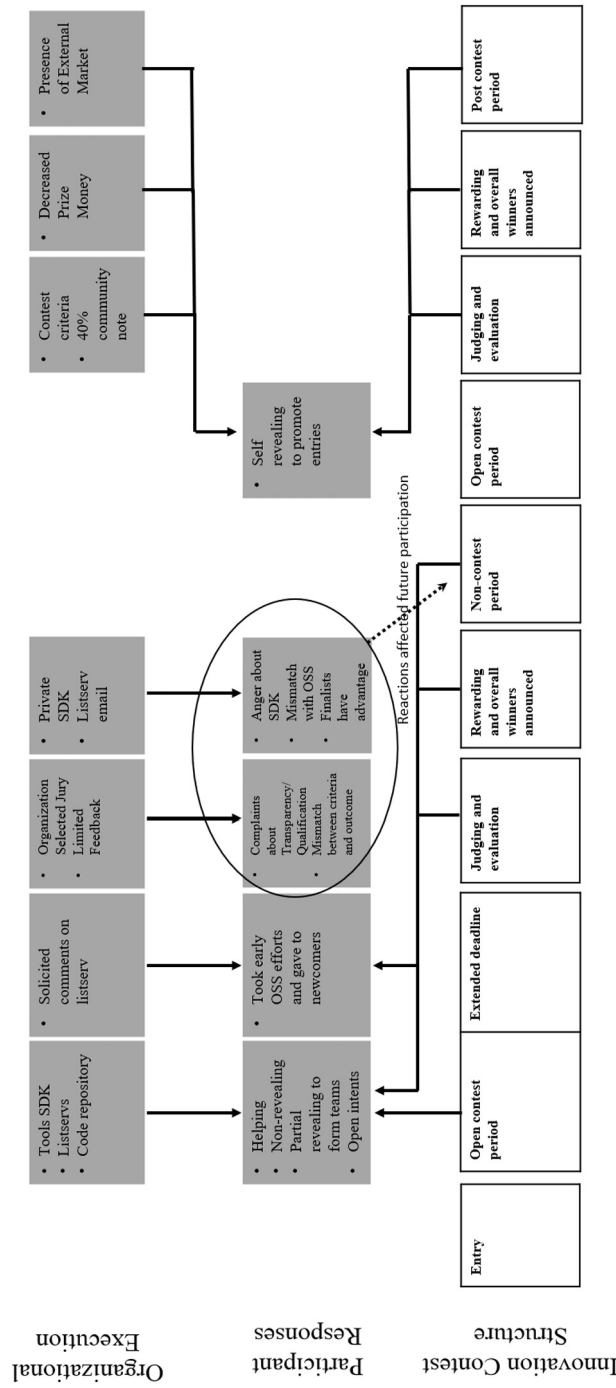 Organizational
Execution
Tools SDK
Listservs
Code repository
Solicited
comments on
listserv
Organization
Selected Jury
Limited
Feedback
Private
SDK
Listserv
email
Contest
criteria
40%
community
note
Decreased
Prize
Money
Presence
of External
Market
Participant
Responses
Helping
Non-revealing
Partial
revealing to
form teams
Open intents
Took early
OSS efforts
and gave to
newcomers
Complaints
about
Transparency/
Qualification
Mismatch
between criteria
and outcome
Anger about
SDK
Mismatch
with OSS
Finalists
have
advantage
Self
revealing
to promote
entries
Reactions affected future participation
Innovation Contest
Structure
Entry
Open contest
period
Extended deadline
Judging and
evaluation
Rewarding
and overall
winners
announced
Non-contest
period
Open contest
period
Judging and
evaluation
Rewarding
and overall
winners
announced
Post contest
period